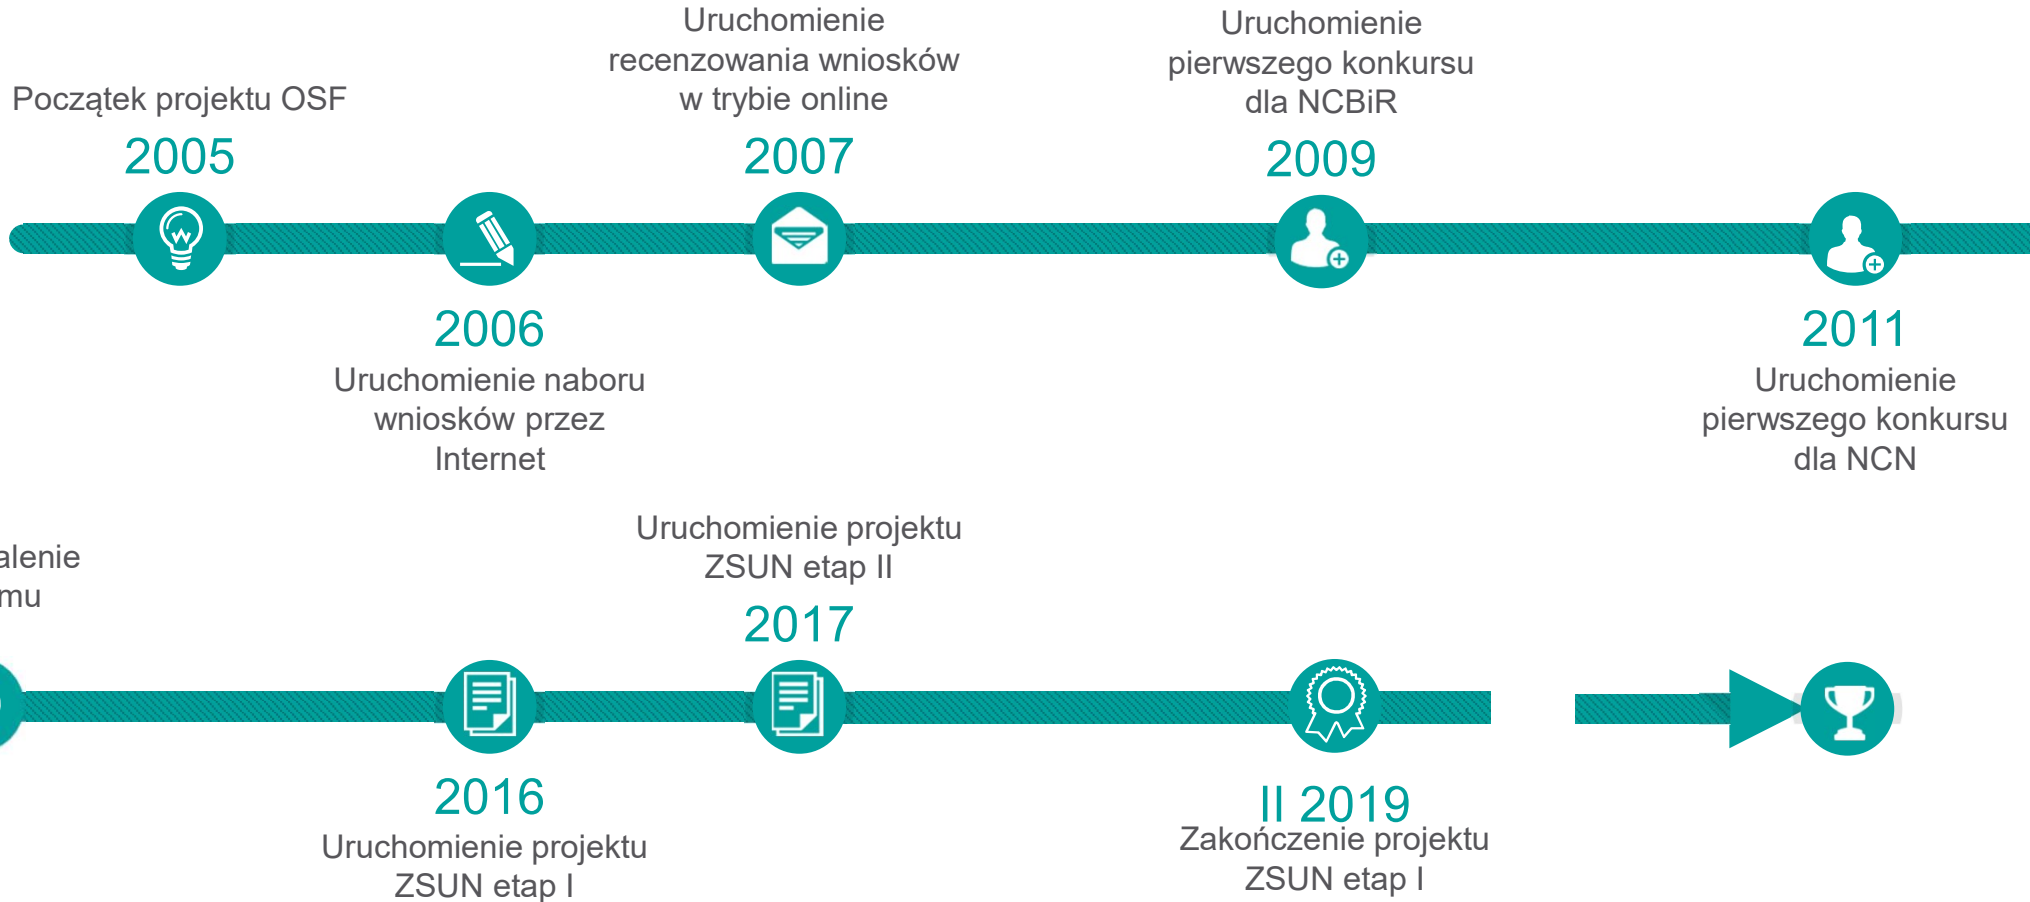 Początek projektu OSF
2005
2006
Uruchomienie naboru
wniosków przez
Internet
Uruchomienie
recenzowania wniosków
w trybie online
2007
Uruchomienie
pierwszego konkursu
dla NCBiR
2009
2011
Uruchomienie
pierwszego konkursu
dla NCN
alenie
mu
2016
Uruchomienie projektu
ZSUN etap I
Uruchomienie projektu
ZSUN etap II
2017
II 2019
Zakończenie projektu
ZSUN etap I